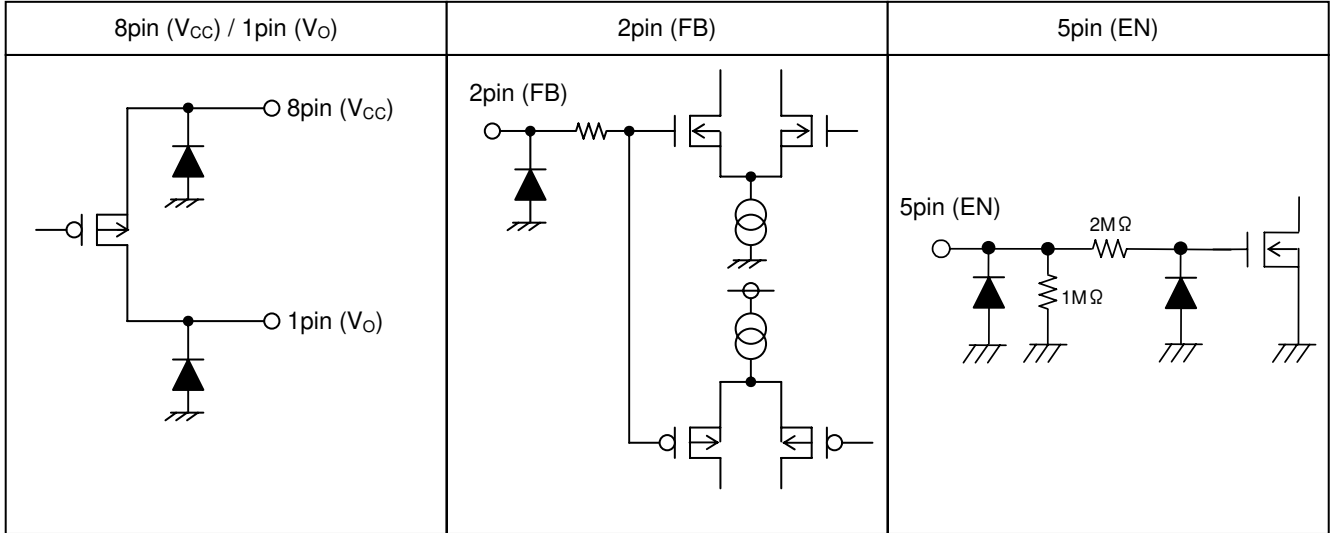 8pin (VCC) / 1pin (VO)
2pin (FB)
5pin (EN)
8pin (VCC)
1pin (VO)
2pin (FB)
5pin (EN)
2MΩ
1MΩ